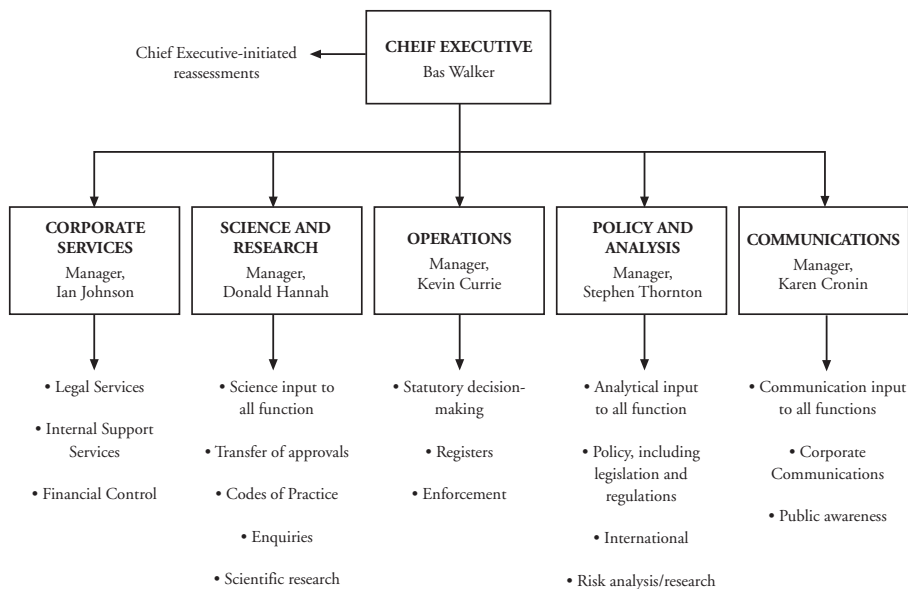 CHEIF EXECUTIVE
Bas Walker
Chief Executive-initiated
reassessments
CORPORATE
SERVICES
Manager,
Ian Johnson
SCIENCE AND
RESEARCH
Manager,
Donald Hannah
OPERATIONS
Manager,
Kevin Currie
POLICY AND
ANALYSIS
Manager,
Stephen Thornton
COMMUNICATIONS
Manager,
Karen Cronin
• Legal Services
• Internal Support
Services
• Financial Control
• Science input to
all function
• Transfer of approvals
• Codes of Practice
• Enquiries
• Scientific research
• Statutory decision-
making
• Registers
• Enforcement
• Analytical input
to all function
• Policy, including
legislation and
regulations
• International
• Risk analysis/research
• Communication input
to all functions
• Corporate
Communications
• Public awareness